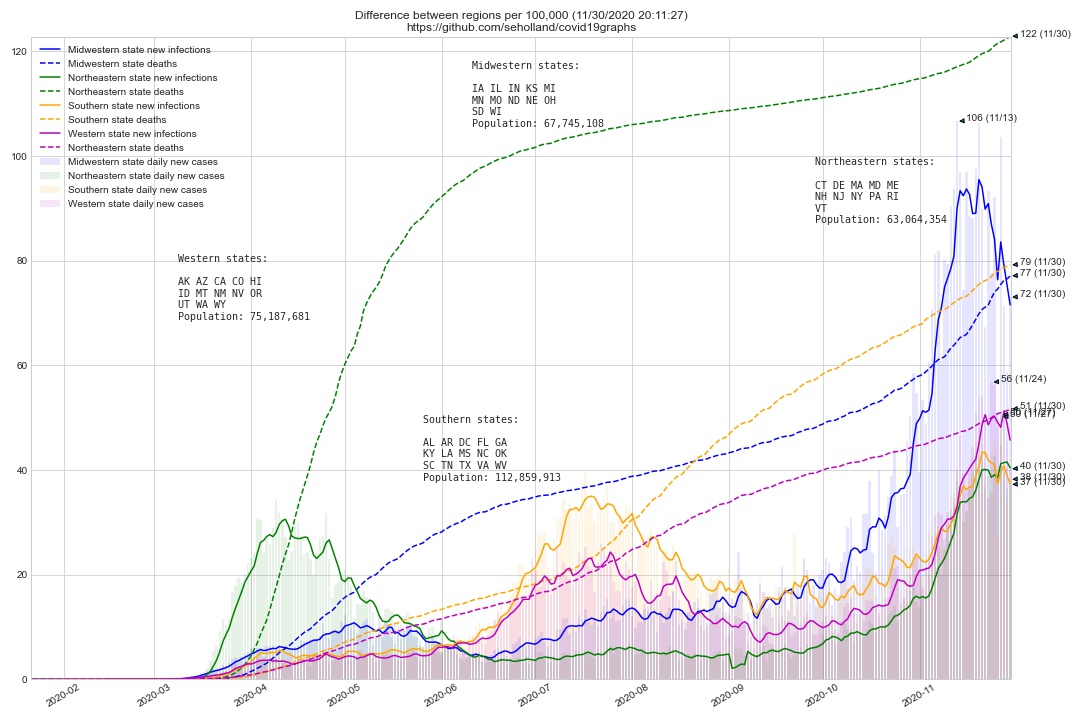 Difference between regions per 100,000 (11/30/2020 20:11:27)
https://github.com/seholland/covid19graphs
Midwestern state new infections
Midwestern state deaths
Northeastern state new infections
Northeastern state deaths
Southern state new infections
Southern state deaths
Western state new infections
Northeastern state deaths
Midwestern state daily new cases
Northeastern state daily new cases
Southern state daily new cases
Western state daily new cases
Midwestern states:
IA IL IN KS MI
MN MO ND NE OH
SD WI
Population: 67,745,108
Northeastern states:
CT DE MA MD ME
NH NJ NY PA RI
VT
Population: 63,064,354
Western states:
AK AZ CA CO HI
ID MT NM NV OR
UT WA WY
Population: 75,187,681
Southern states:
AL AR DC FL GA
KY LA MS NC OK
SC TN TX VA WV
Population: 112,859,913
122 (11/30)
106 (11/13)
79 (11/30)
77 (11/30)
72 (11/30)
56 (11/24)
51 (11/30)
(11/27)
40 (11/30)
37 (11/30)
120
100
80
60
40
20
0
2020-02
2020-03
2020-04
2020-05
2020-06
2020-07
2020-08
2020-09
2020-10
2020-11